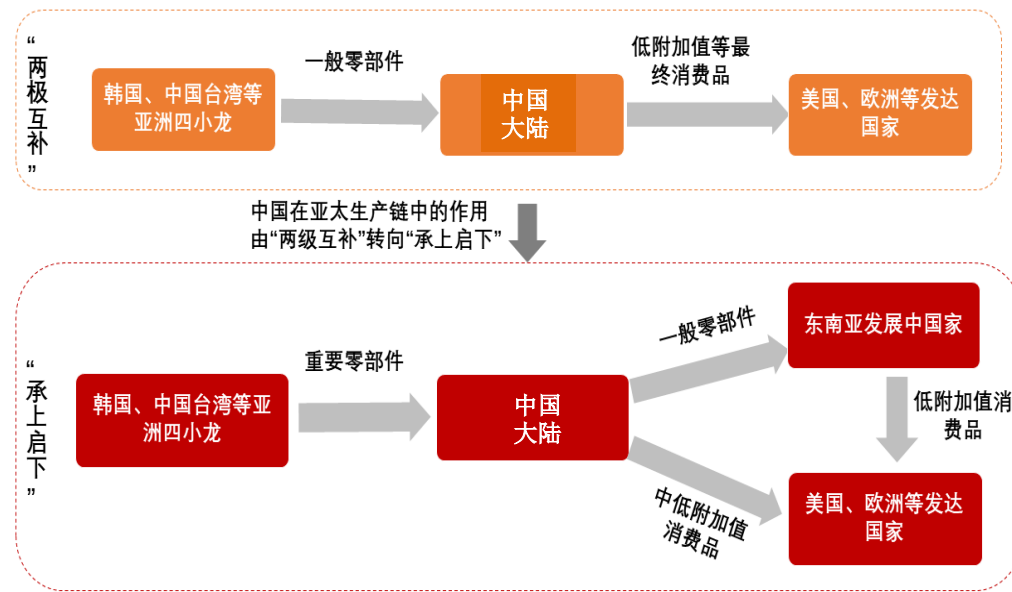 “两极互补”
韩国、中国台湾等
亚洲四小龙
一般零部件
中国
大陆
低附加值等最
终消费品
美国、欧洲等发达
国家
中国在亚太生产链中的作用
由“两级互补”转向“承上启下”
“承上启下”
韩国、中国台湾等亚
洲四小龙
重要零部件
中国
大陆
一般零部件
东南亚发展中国家
低附加值消
费品
中低附加值
消费品
美国、欧洲等发达
国家